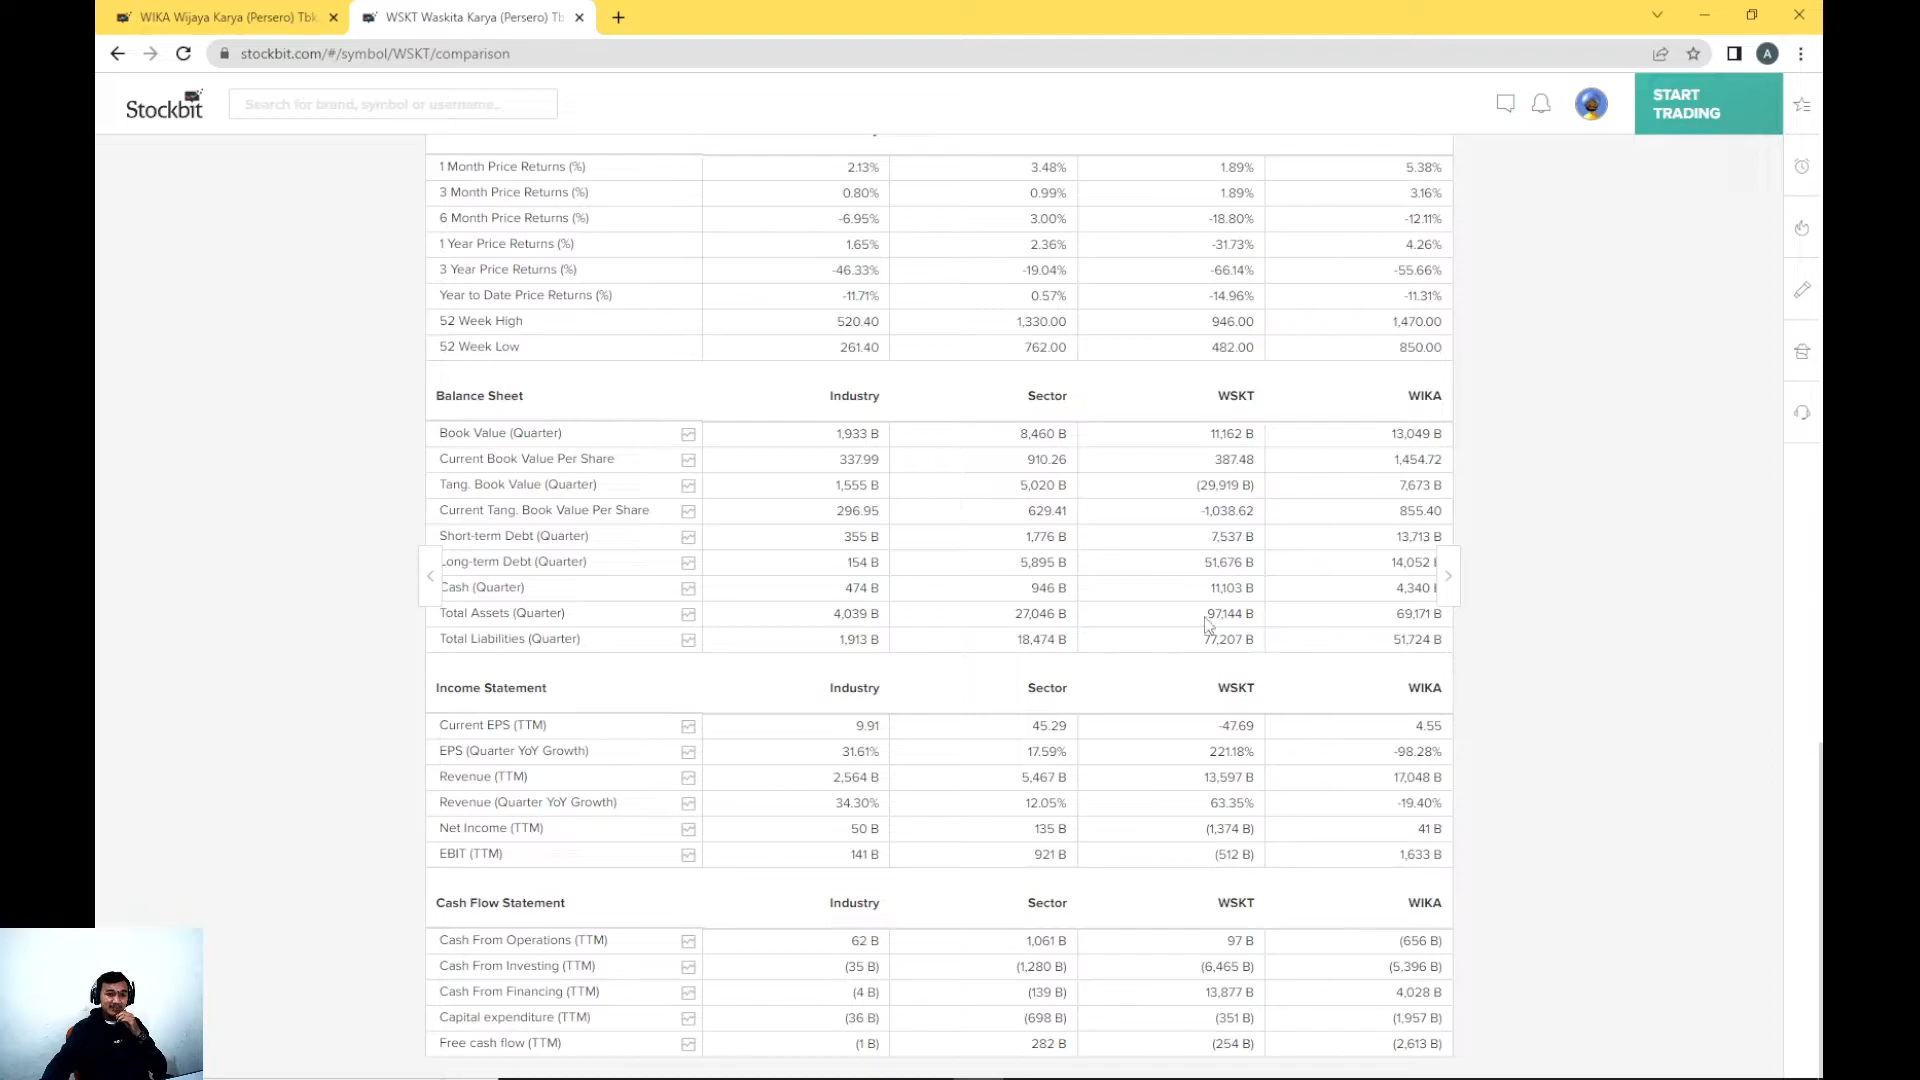 WIKA Wijaya Karya (Persero) Tbk
WSKT Waskita Karya (Persero) Tb
stockbit.com/#/symbol/WSKT/comparison
A
Stockbit
Search for brand, symbol or username..
START TRADING
1 Month Price Returns (%) 2.13% 3.48% 1.89% 5.38%
3 Month Price Returns (%) 0.80% 0.99% 1.89% 3.16%
6 Month Price Returns (%) -6.95% 3.00% -18.80% -12.11%
1 Year Price Returns (%) 1.65% 2.36% -31.73% 4.26%
3 Year Price Returns (%) -46.33% -19.04% -66.14% -55.66%
Year to Date Price Returns (%) -11.71% 0.57% -14.96% -11.31%
52 Week High 520.40 1,330.00 946.00 1,470.00
52 Week Low 261.40 762.00 482.00 850.00
Balance Sheet Industry Sector WSKT WIKA
Book Value (Quarter) 1,933 B 8,460 B 11,162 B 13,049 B
Current Book Value Per Share 337.99 910.26 387.48 1,454.72
Tang. Book Value (Quarter) 1,555 B 5,020 B (29,919 B) 7,673 B
Current Tang. Book Value Per Share 296.95 629.41 -1,038.62 855.40
Short-term Debt (Quarter) 355 B 1,776 B 7,537 B 13,713 B
Long-term Debt (Quarter) 154 B 5,895 B 51,676 B 14,052 B
Cash (Quarter) 474 B 946 B 11,103 B 4,340 B
Total Assets (Quarter) 4,039 B 27,046 B 97,144 B 69,171 B
Total Liabilities (Quarter) 1,913 B 18,474 B 77,207 B 51,724 B
Income Statement Industry Sector WSKT WIKA
Current EPS (TTM) 9.91 45.29 -47.69 4.55
EPS (Quarter YoY Growth) 31.61% 17.59% 221.18% -98.28%
Revenue (TTM) 2,564 B 5,467 B 13,597 B 17,048 B
Revenue (Quarter YoY Growth) 34.30% 12.05% 63.35% -19.40%
Net Income (TTM) 50 B 135 B (1,374 B) 41 B
EBIT (TTM) 141 B 921 B (512 B) 1,633 B
Cash Flow Statement Industry Sector WSKT WIKA
Cash From Operations (TTM) 62 B 1,061 B 97 B (656 B)
Cash From Investing (TTM) (35 B) (1,280 B) (6,465 B) (5,396 B)
Cash From Financing (TTM) (4 B) (139 B) 13,877 B 4,028 B
Capital expenditure (TTM) (36 B) (698 B) (351 B) (1,957 B)
Free cash flow (TTM) (1 B) 282 B (254 B) (2,613 B)